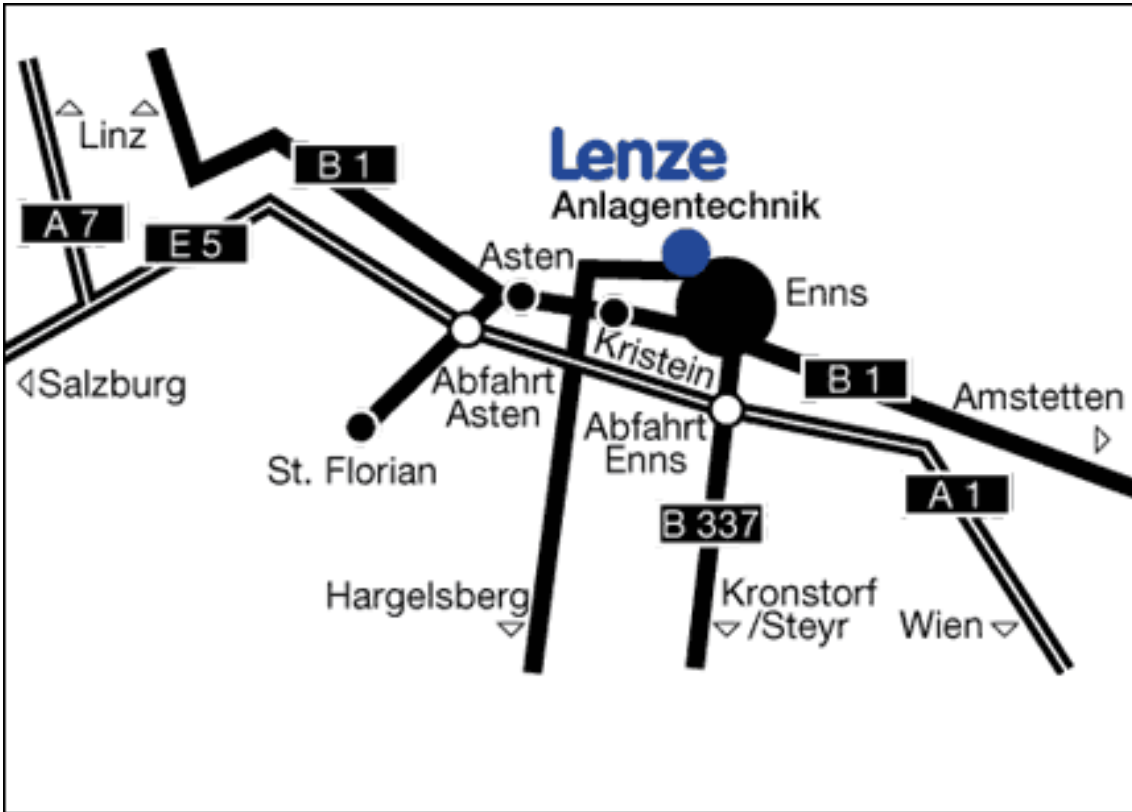 Linz
B 1
Lenze
Anlagentechnik
A 7
E 5
Asten
Enns
Kristein
Salzburg
Abfahrt
Asten
B 1
Amstetten
Abfahrt
Enns
St. Florian
A 1
B 337
Hargelsberg
Kronstorf
/Steyr
Wien